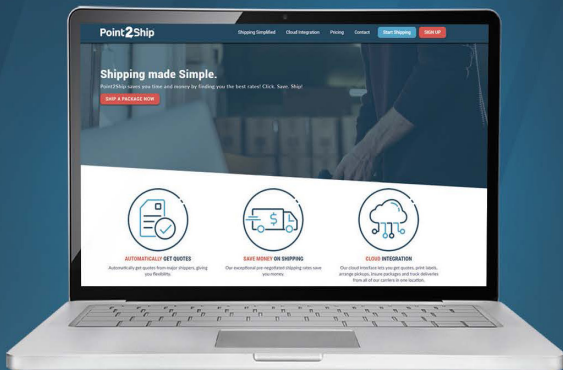 Point2Ship
Shipping Simplified Cloud Integration Pricing Contact Start Shipping SIGN UP
Shipping made Simple.
Point2Ship saves you time and money by finding you the best rates! Click. Save. Ship!
SHIP A PACKAGE NOW
$
AUTOMATICALLY GET QUOTES
Automatically get quotes from major shippers, giving
you flexibility.
SAVE MONEY ON SHIPPING
Our exceptional pre-negotiated shipping rates save
you money.
CLOUD INTEGRATION
Our cloud interface lets you get quotes, print labels,
arrange pickups, insure packages and track deliveries
from all of our carriers in one location.